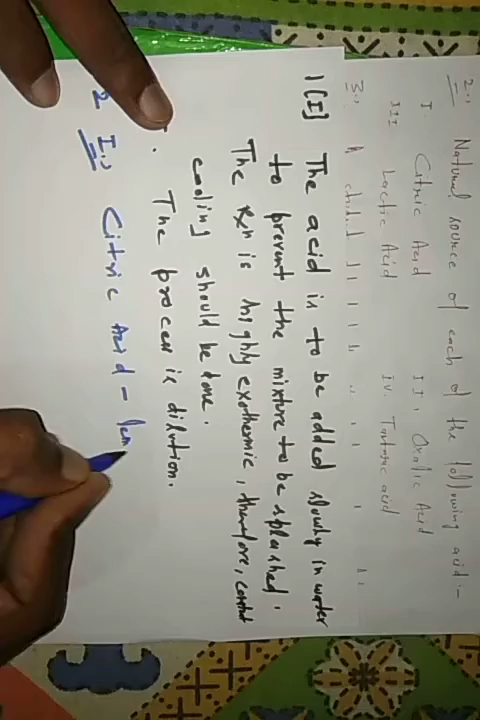 2. Natural source of each of the following acid :-
I Citric Acid II, Oxalic Acid
III Lactic Acid IV. Tartaric acid
3. A
1(I) The acid is to be added slowly in water
to prevent the mixture to be splashed.
The rxn is highly exothermic, therefore, constant
cooling should be done.
. The process is dilution.
2 I. Citric Acid - Lem